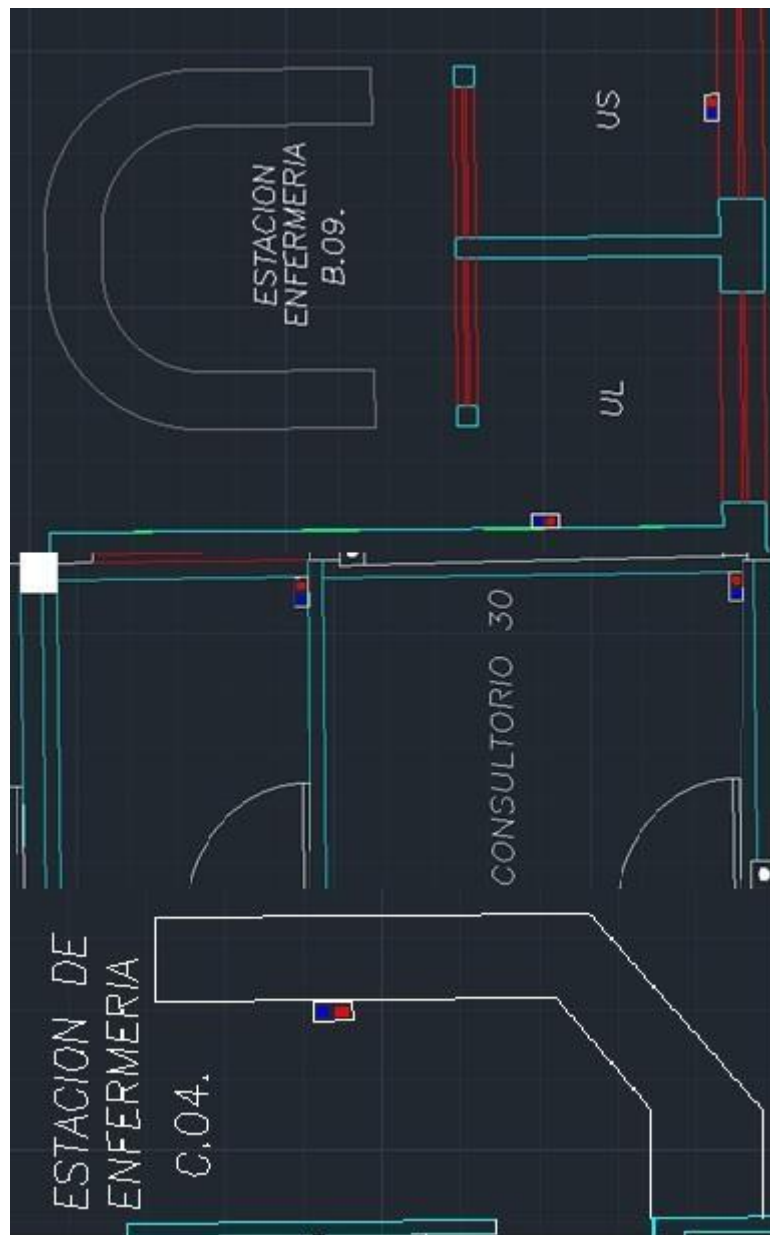 ESTACION
ENFERMERIA
B.09.
US
UL
CONSULTORIO 30
ESTACION DE
ENFERMERIA
C.04.